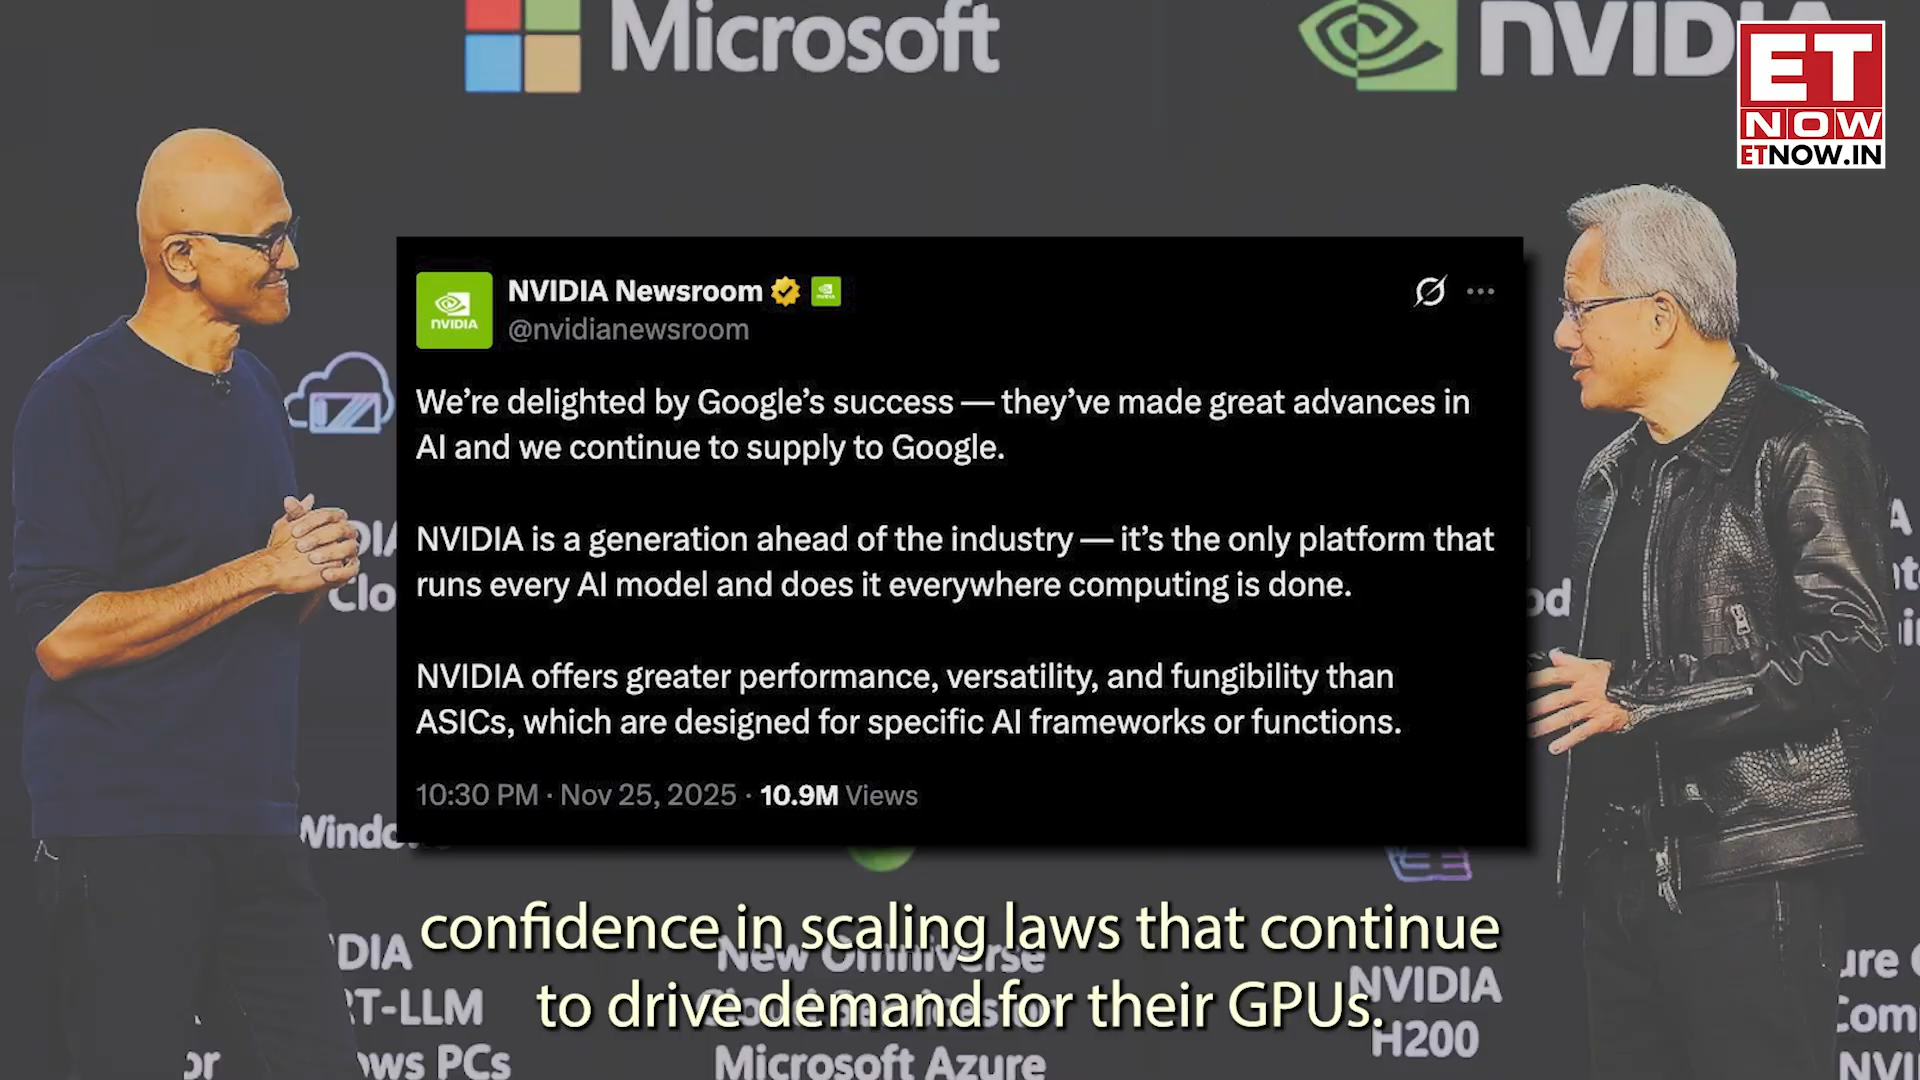 Microsoft
NVIDIA
ET
NOW
ETNOW.IN
NVIDIA Newsroom
@nvidianewsroom
NVIDIA
We're delighted by Google's success — they've made great advances in
AI and we continue to supply to Google.
NVIDIA is a generation ahead of the industry — it's the only platform that
runs every AI model and does it everywhere computing is done.
NVIDIA offers greater performance, versatility, and fungibility than
ASICs, which are designed for specific AI frameworks or functions.
10:30 PM · Nov 25, 2025 · 10.9M Views
confidence in scaling laws that continue
to drive demand for their GPUs.
DIA
T-LLM
ws PCs
New Omniverse
Microsoft Azure
NVIDIA
H200